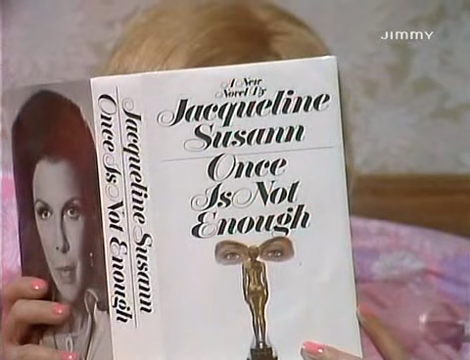 JIMMY
A New
Novel By
Jacqueline
Susann
Once
Is Not
Enough
Jacqueline Susann
Once Is Not Enough